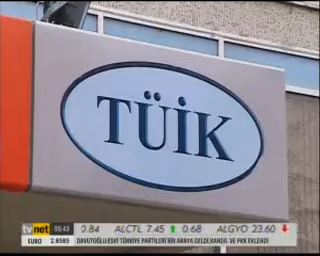 TÜİK
tvnet 09:43 0.84 ALCTL 7.45 0.68 ALGYO 23.60
EURO 2.8585 DAVUTOĞLU:ESKİ TÜRKİYE PARTİLERİ BİR ARAYA GELDİ,KANDİL VE PKK EKLENDİ